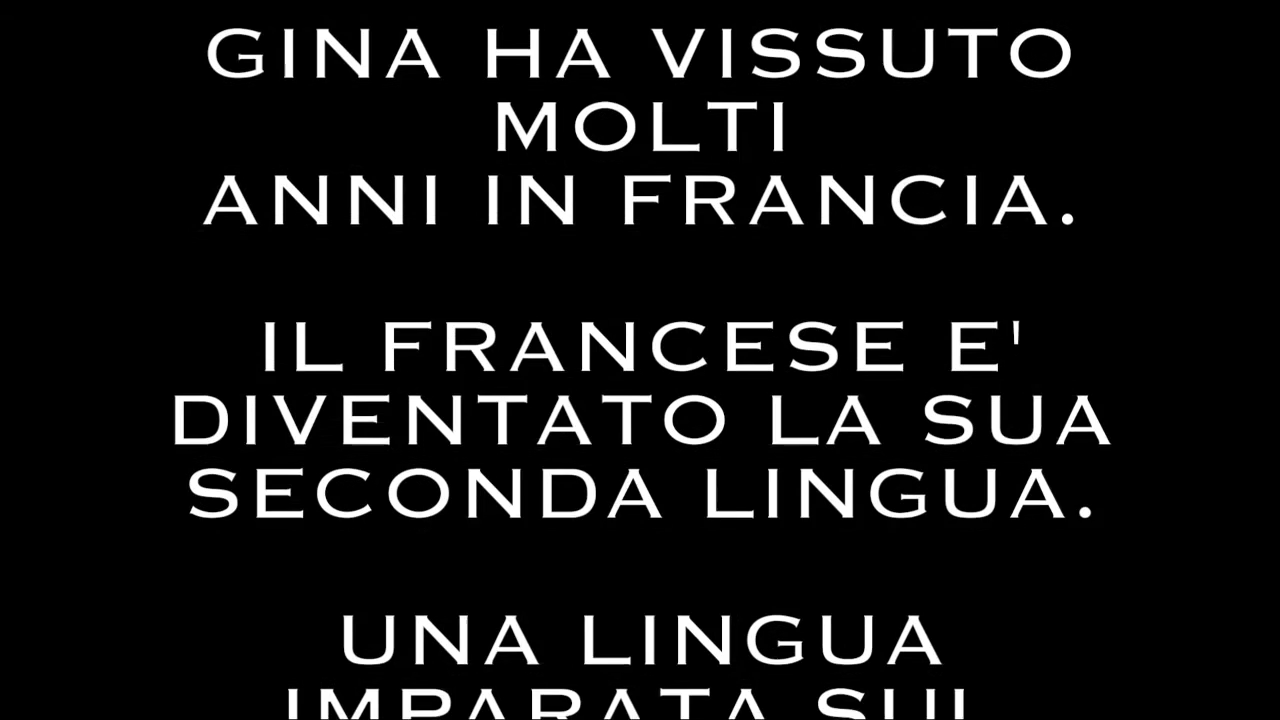 GINA HA VISSUTO
MOLTI
ANNI IN FRANCIA.
IL FRANCESE E'
DIVENTATO LA SUA
SECONDA LINGUA.
UNA LINGUA
IMPARATA SUL